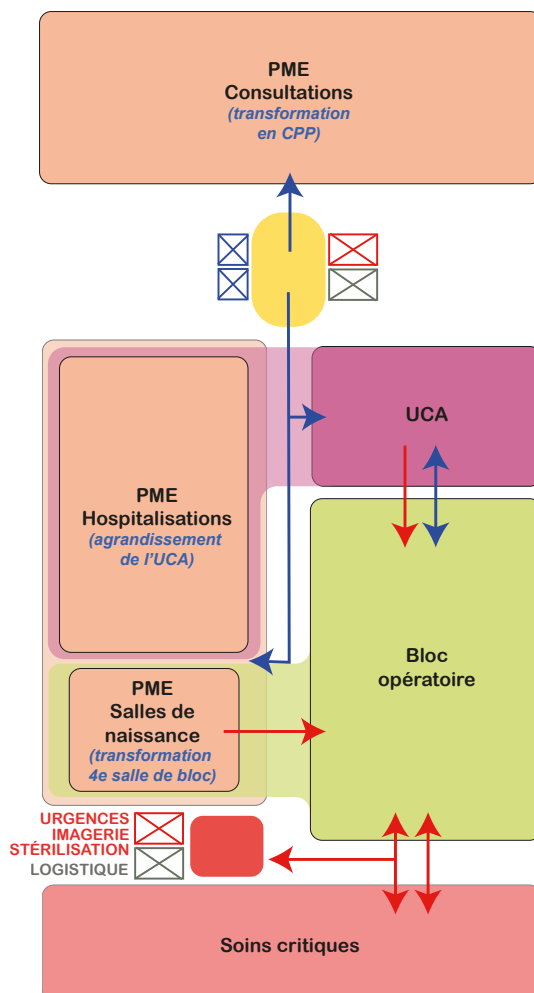 PME
Consultations
(transformation
en CPP)
UCA
PME
Hospitalisations
(agrandissement
de l'UCA)
Bloc
opératoire
PME
Salles de
naissance
(transformation
4e salle de bloc)
URGENCES
IMAGERIE
STÉRILISATION
LOGISTIQUE
Soins critiques